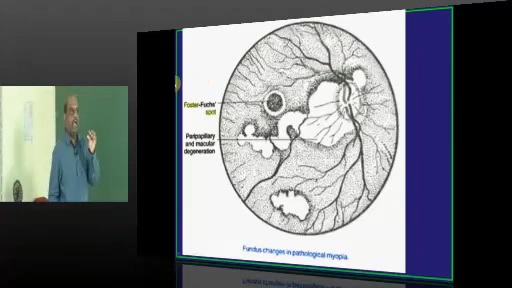 Foster-Fuchs'
spot
Peripapillary
and macular
degeneration
Fundus changes in pathological myopia.